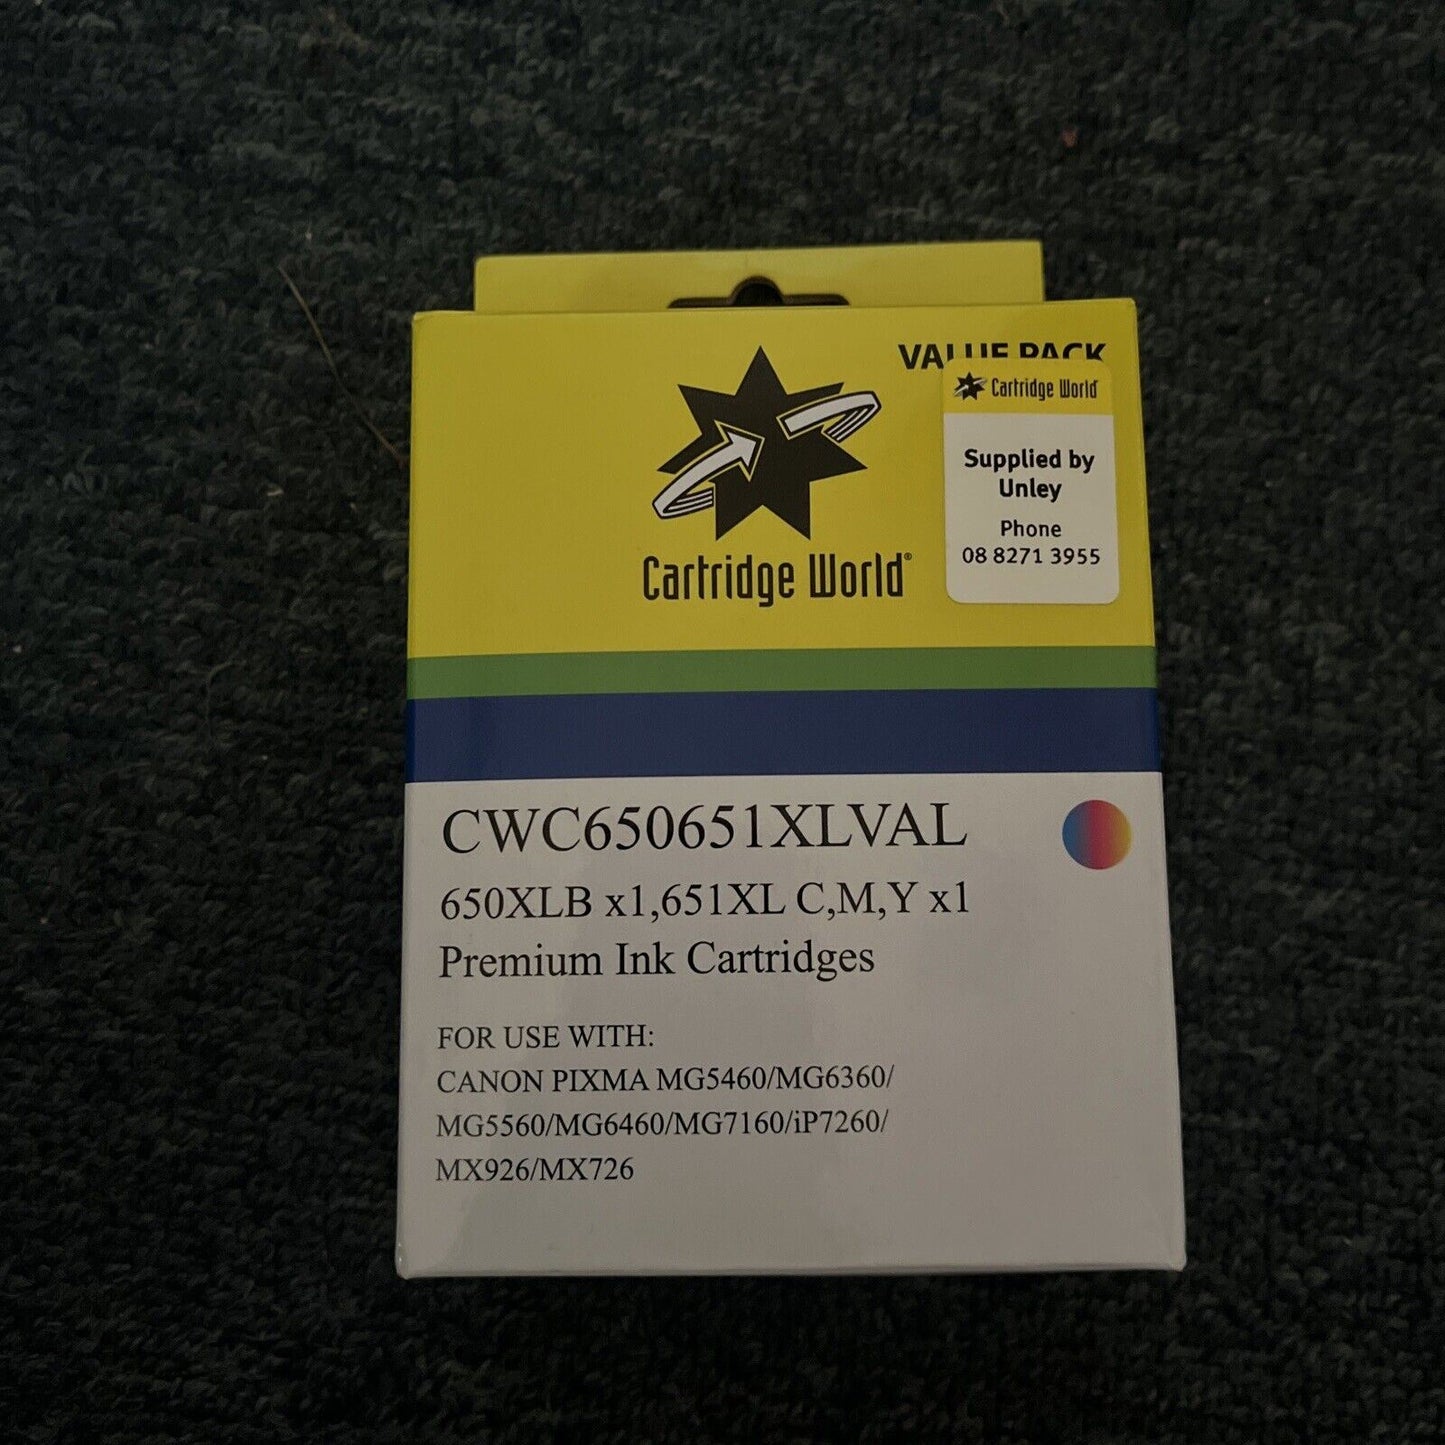 VALUE PACK
Cartridge World
Supplied by
Unley
Phone
08 8271 3955
Cartridge World®
CWC650651XLVAL
650XLB x1,651XL C,M,Y x1
Premium Ink Cartridges
FOR USE WITH:
CANON PIXMA MG5460/MG6360/
MG5560/MG6460/MG7160/iP7260/
MX926/MX726